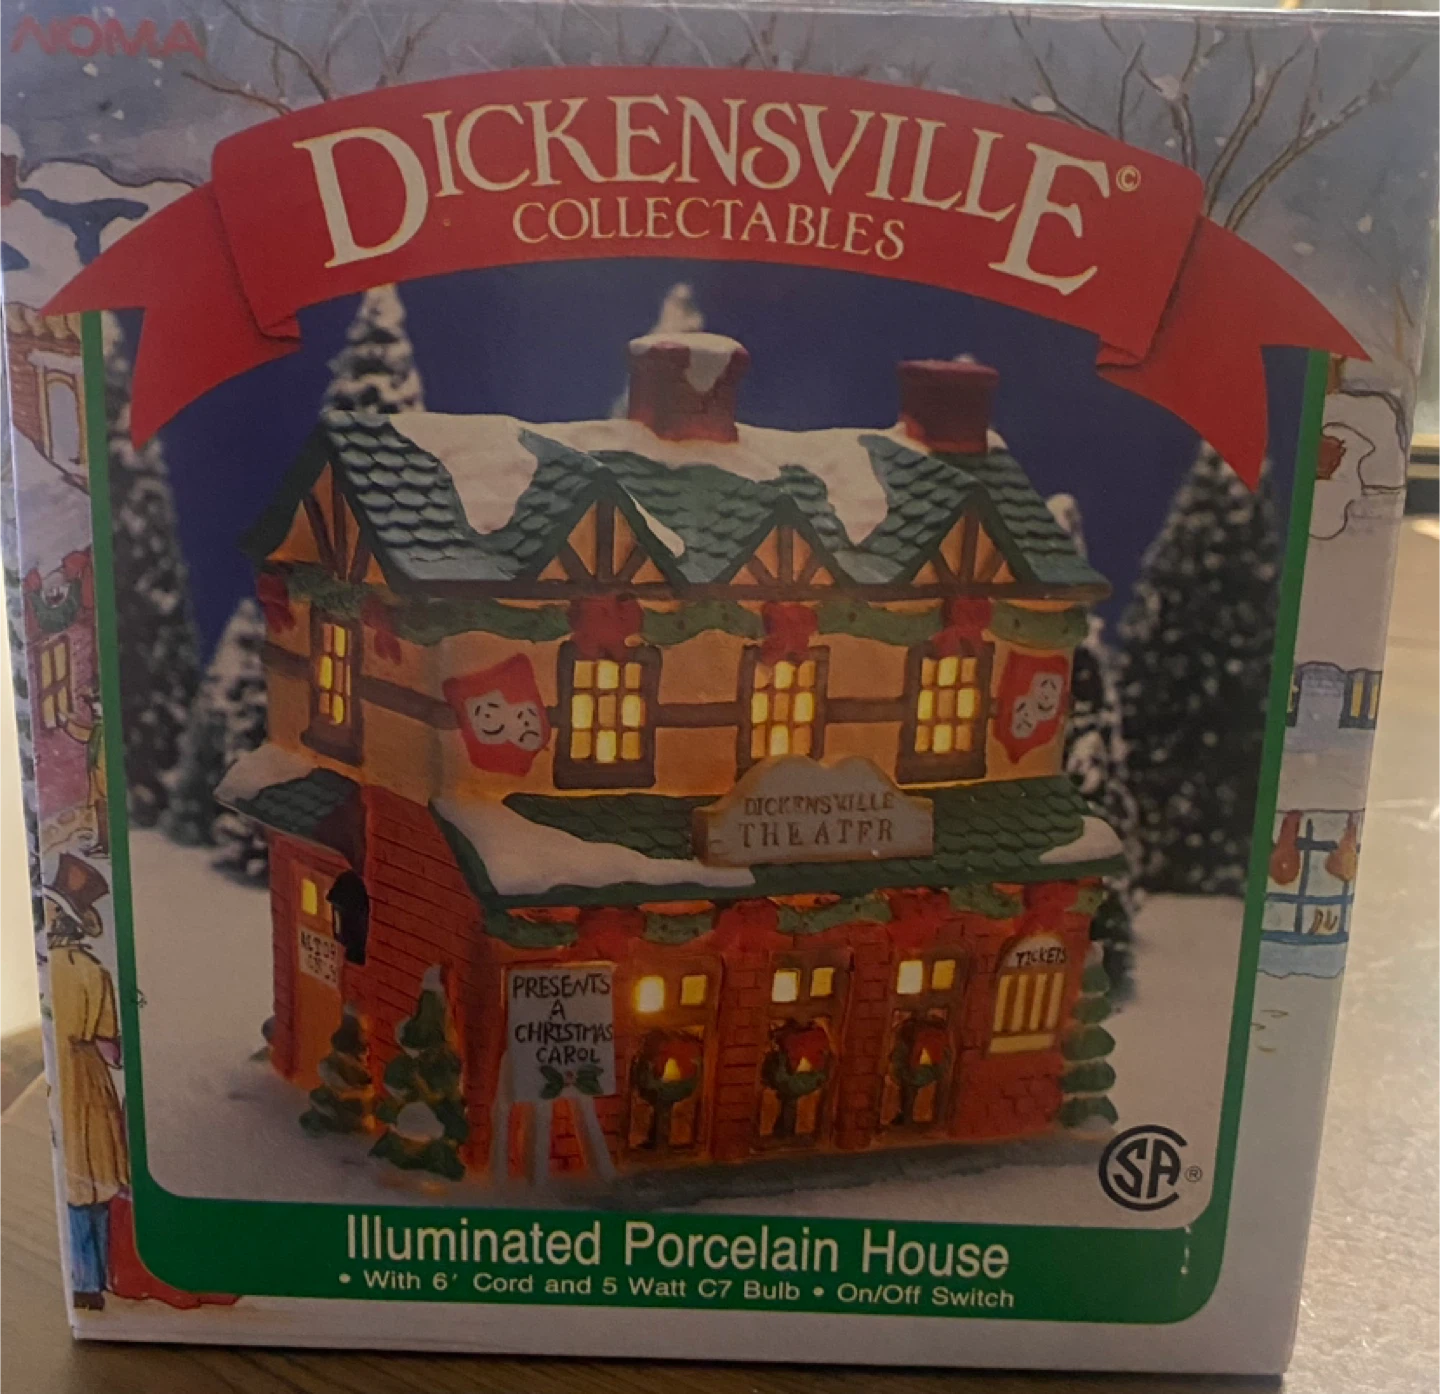 NOMA
DICKENSVILLE©
COLLECTABLES
DICKENSVILLE
THEATER
TICKETS
PRESENTS
A
CHRISTMAS
CAROL
SA®
Illuminated Porcelain House
• With 6' Cord and 5 Watt C7 Bulb • On/Off Switch